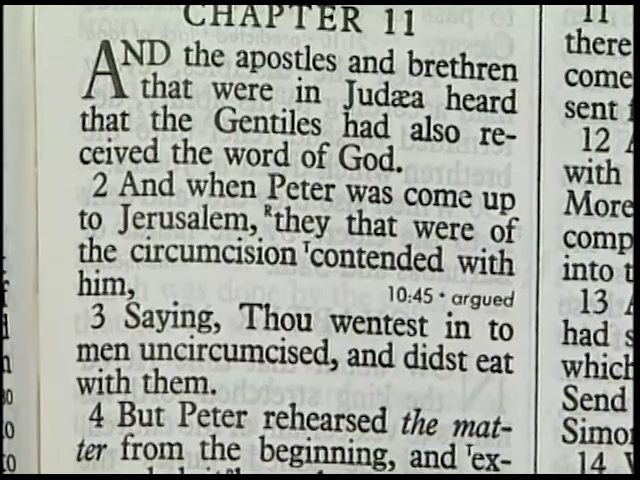 CHAPTER 11
AND the apostles and brethren
that were in Judæa heard
that the Gentiles had also re-
ceived the word of God.
2 And when Peter was come up
to Jerusalem, ᴿthey that were of
the circumcision ᵀcontended with
him, 10:45 • argued
3 Saying, Thou wentest in to
men uncircumcised, and didst eat
with them.
4 But Peter rehearsed the mat-
ter from the beginning, and ᵀex-
11
there
come
sent
12
with
More
comp
into t
13
had s
which
Send
Simo
14